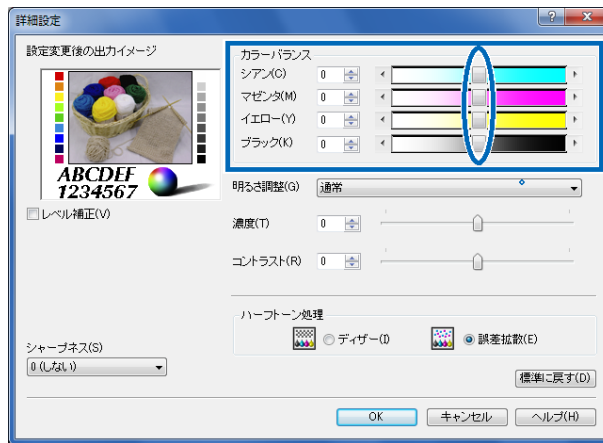 詳細設定
設定変更後の出力イメージ
ABCDEF
1234567
レベル補正(V)
シャープネス(S)
0 (しない)
カラーバランス
シアン(C) 0
マゼンタ(M) 0
イエロー(Y) 0
ブラック(K) 0
明るさ調整(G) 通常
濃度(T) 0
コントラスト(R) 0
ハーフトーン処理
ディザー(I) 誤差拡散(E)
標準に戻す(D)
OK キャンセル ヘルプ(H)